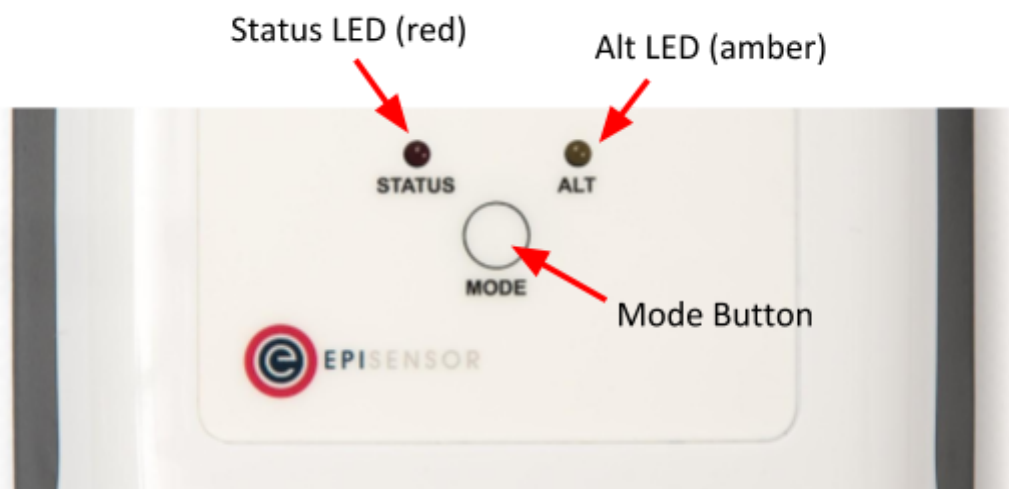 Status LED (red)
Alt LED (amber)
STATUS
ALT
MODE
Mode Button
e EPISENSOR